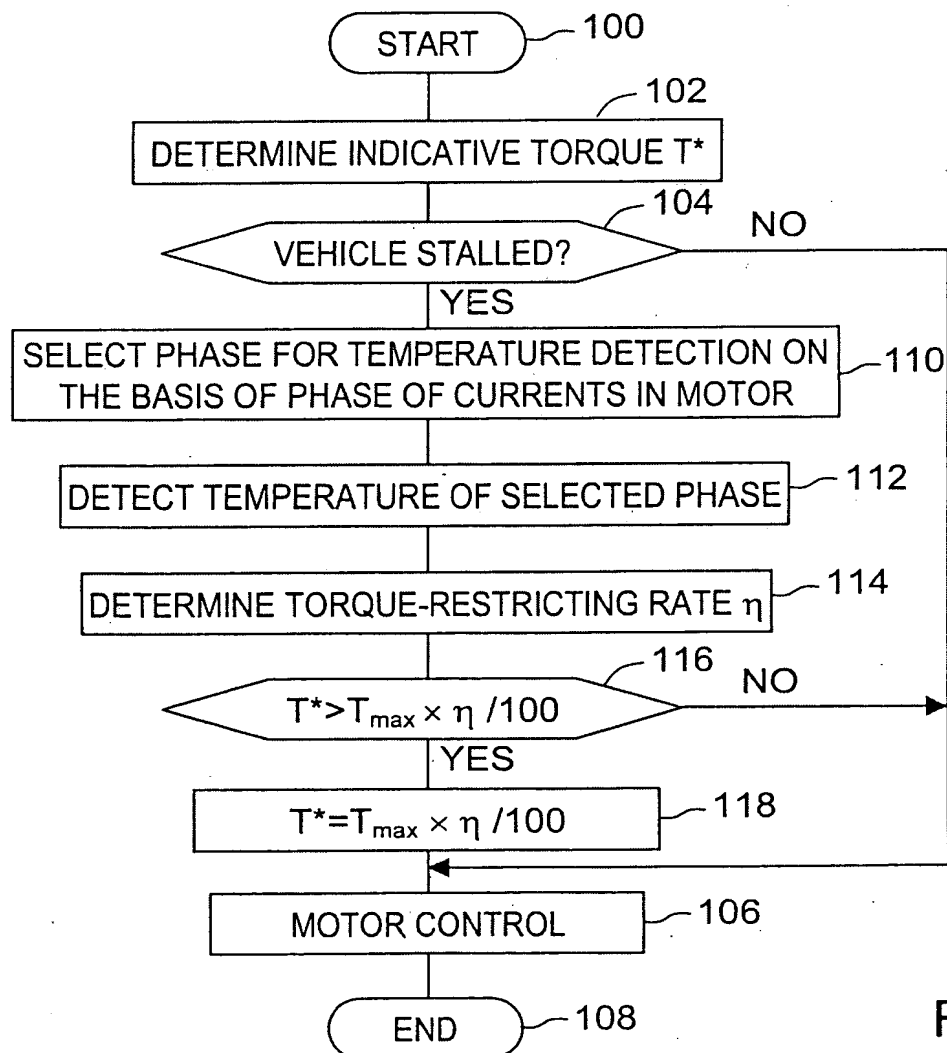 START
100
102
DETERMINE INDICATIVE TORQUE T*
104
VEHICLE STALLED?
NO
YES
SELECT PHASE FOR TEMPERATURE DETECTION ON
THE BASIS OF PHASE OF CURRENTS IN MOTOR
110
DETECT TEMPERATURE OF SELECTED PHASE
112
DETERMINE TORQUE-RESTRICTING RATE η
114
116
T*>Tmax × η /100
NO
YES
T*=Tmax × η /100
118
MOTOR CONTROL
106
END
108